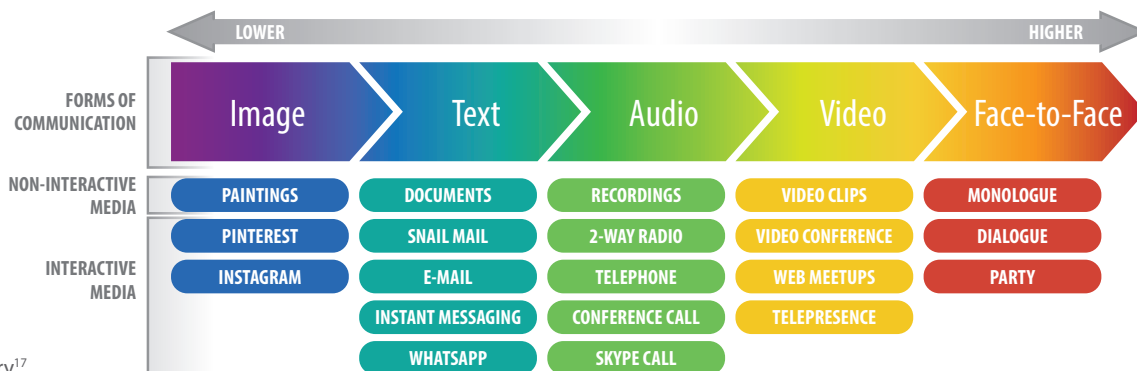 LOWER HIGHER
FORMS OF
COMMUNICATION
Image Text Audio Video Face-to-Face
NON-INTERACTIVE
MEDIA
PAINTINGS DOCUMENTS RECORDINGS VIDEO CLIPS MONOLOGUE
PINTEREST SNAIL MAIL 2-WAY RADIO VIDEO CONFERENCE DIALOGUE
INTERACTIVE
MEDIA
INSTAGRAM E-MAIL TELEPHONE WEB MEETUPS PARTY
INSTANT MESSAGING CONFERENCE CALL TELEPRESENCE
WHATSAPP SKYPE CALL